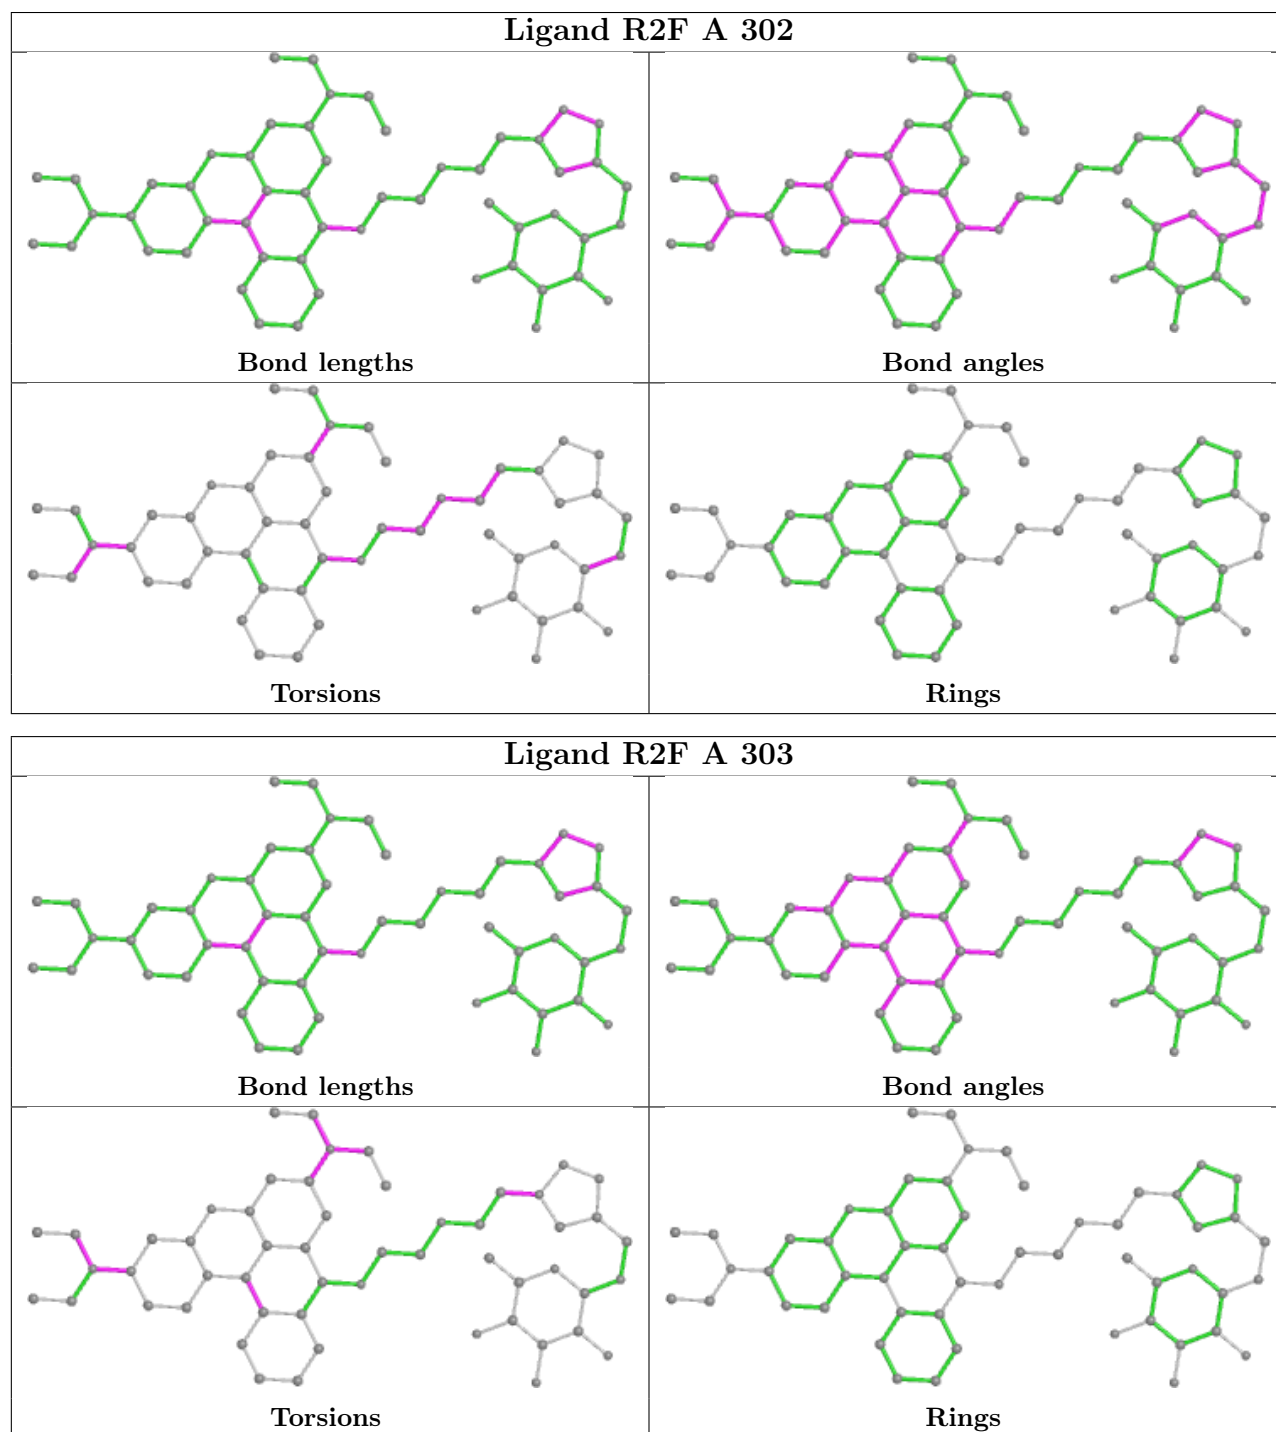 Ligand R2F A 302
Bond lengths
Bond angles
Torsions
Rings
Ligand R2F A 303
Bond lengths
Bond angles
Torsions
Rings